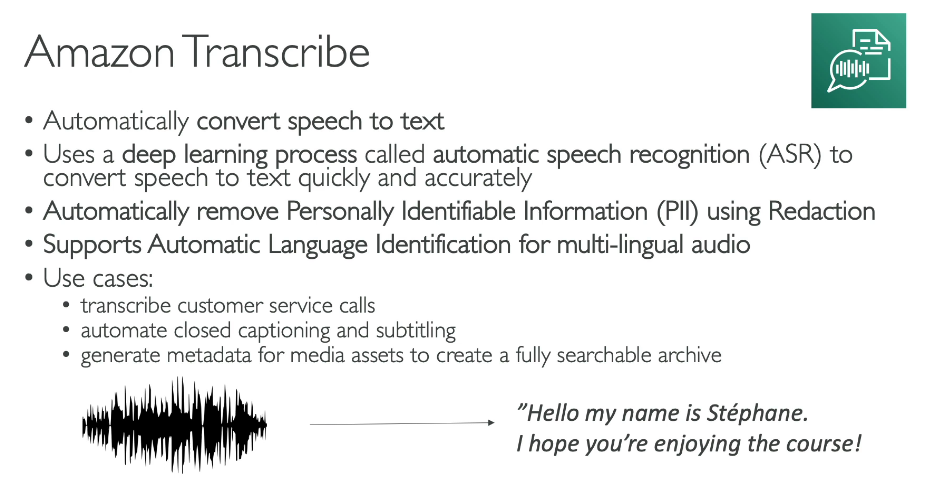 Amazon Transcribe
• Automatically convert speech to text
• Uses a deep learning process called automatic speech recognition (ASR) to
convert speech to text quickly and accurately
• Automatically remove Personally Identifiable Information (PII) using Redaction
• Supports Automatic Language Identification for multi-lingual audio
• Use cases:
• transcribe customer service calls
• automate closed captioning and subtitling
• generate metadata for media assets to create a fully searchable archive
”Hello my name is Stéphane.
I hope you’re enjoying the course!